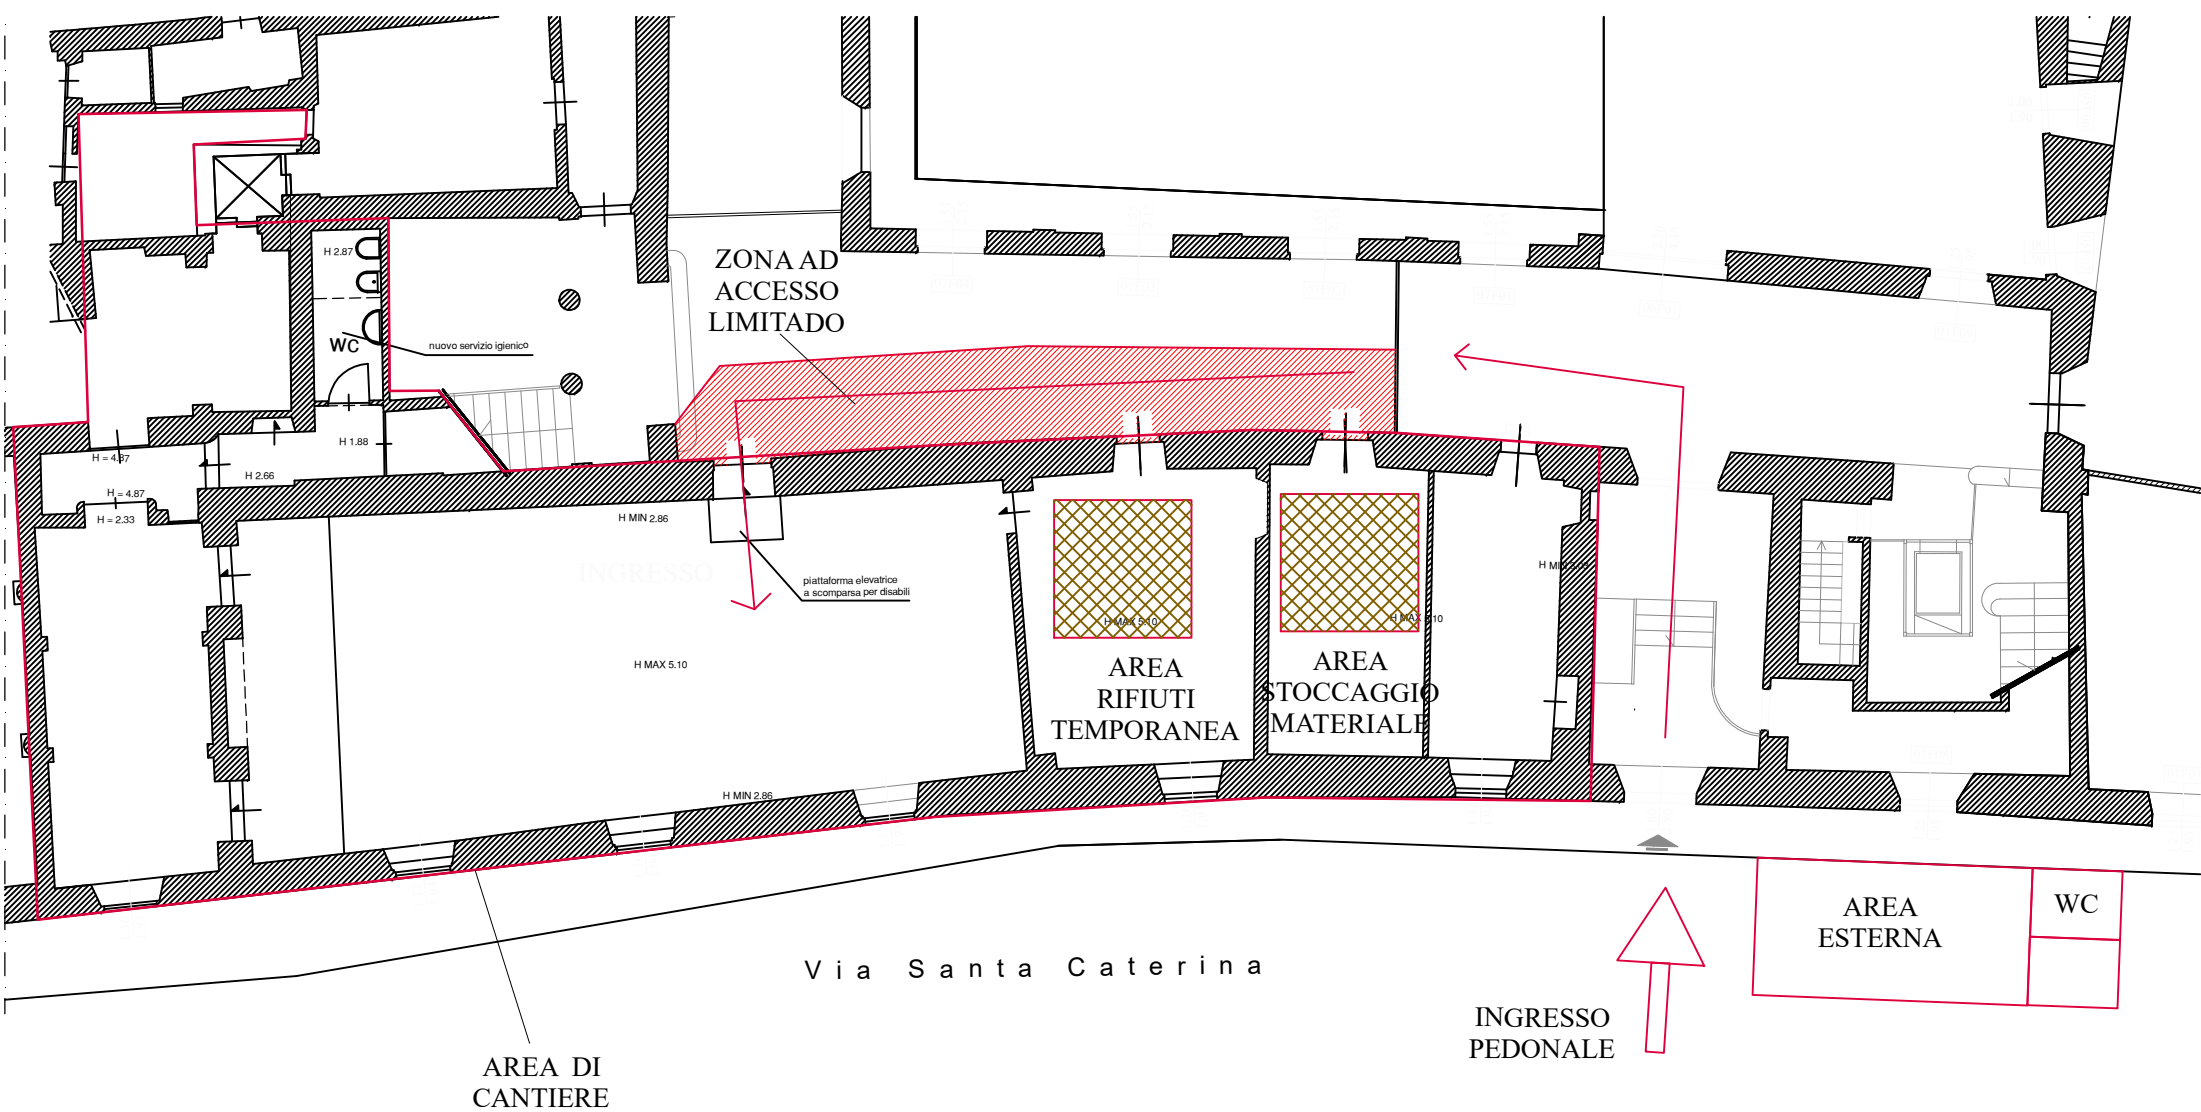 ZONA AD
ACCESSO
LIMITADO
H 2.87
WC
nuovo servizio igienico
H 1.88
H = 4.87
H 2.66
H = 4.87
H = 2.33
H MIN 2.86
INGRESSO
piattaforma elevatrice
a scomparsa per disabili
H MAX 5.10
H MAX 5.10
H MAX 5.10
H MIN
AREA
RIFIUTI
TEMPORANEA
AREA
STOCCAGGIO
MATERIALE
H MIN 2.86
AREA
ESTERNA
WC
Via Santa Caterina
INGRESSO
PEDONALE
AREA DI
CANTIERE